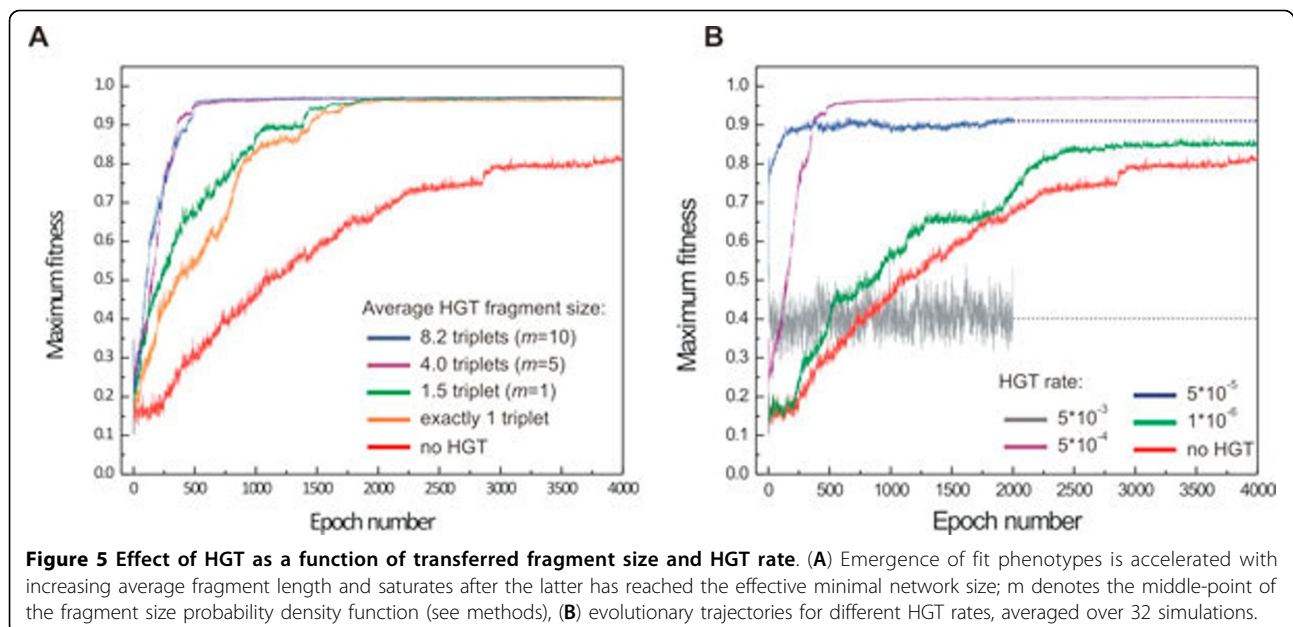 A
Maximum fitness
1.0
0.9
0.8
0.7
0.6
0.5
0.4
0.3
0.2
0.1
0.0
Average HGT fragment size:
8.2 triplets (m=10)
4.0 triplets (m=5)
1.5 triplet (m=1)
exactly 1 triplet
no HGT
0 500 1000 1500 2000 2500 3000 3500 4000
Epoch number
B
Maximum fitness
1.0
0.9
0.8
0.7
0.6
0.5
0.4
0.3
0.2
0.1
0.0
HGT rate:
5*10⁻³
5*10⁻⁴
5*10⁻⁵
1*10⁻⁶
no HGT
0 500 1000 1500 2000 2500 3000 3500 4000
Epoch number
Figure 5 Effect of HGT as a function of transferred fragment size and HGT rate. (A) Emergence of fit phenotypes is accelerated with
increasing average fragment length and saturates after the latter has reached the effective minimal network size; m denotes the middle-point of
the fragment size probability density function (see methods), (B) evolutionary trajectories for different HGT rates, averaged over 32 simulations.